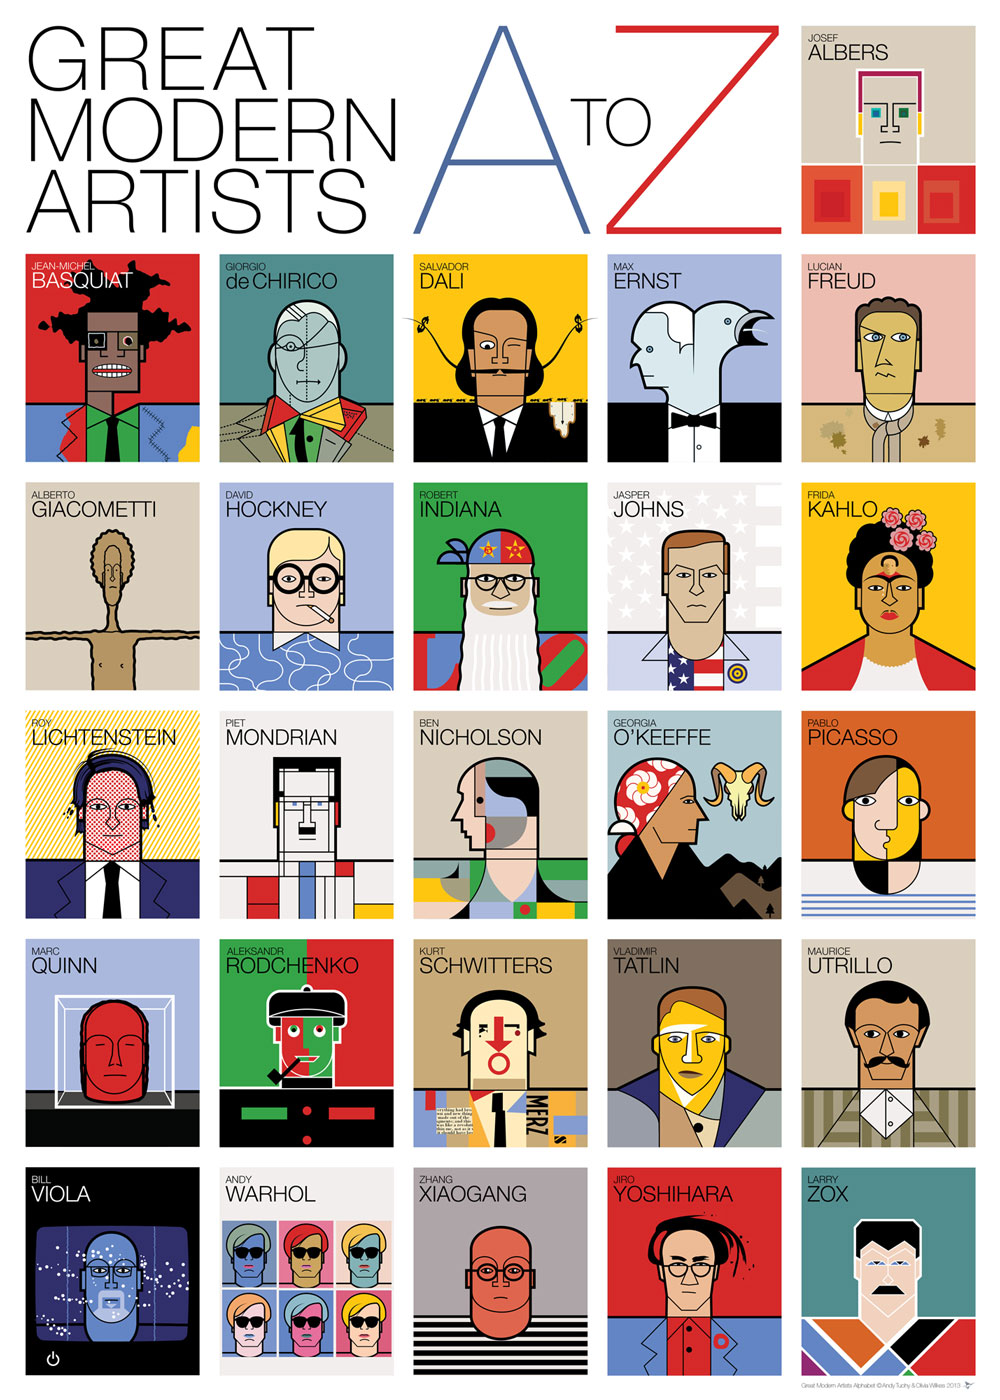 GREAT
MODERN
ARTISTS
A TO Z
JOSEF
ALBERS
JEAN-MICHEL
BASQUIAT
GIORGIO
de CHIRICO
SALVADOR
DALI
MAX
ERNST
LUCIAN
FREUD
ALBERTO
GIACOMETTI
DAVID
HOCKNEY
ROBERT
INDIANA
JASPER
JOHNS
FRIDA
KAHLO
ROY
LICHTENSTEIN
PIET
MONDRIAN
BEN
NICHOLSON
GEORGIA
O'KEEFFE
PABLO
PICASSO
MARC
QUINN
ALEKSANDR
RODCHENKO
KURT
SCHWITTERS
MERZ
VLADIMIR
TATLIN
MAURICE
UTRILLO
BILL
VIOLA
ANDY
WARHOL
ZHANG
XIAOGANG
JIRO
YOSHIHARA
LARRY
ZOX
Great Modern Artists Alphabet © Andy Tuohy & Olivia Wilkes 2013